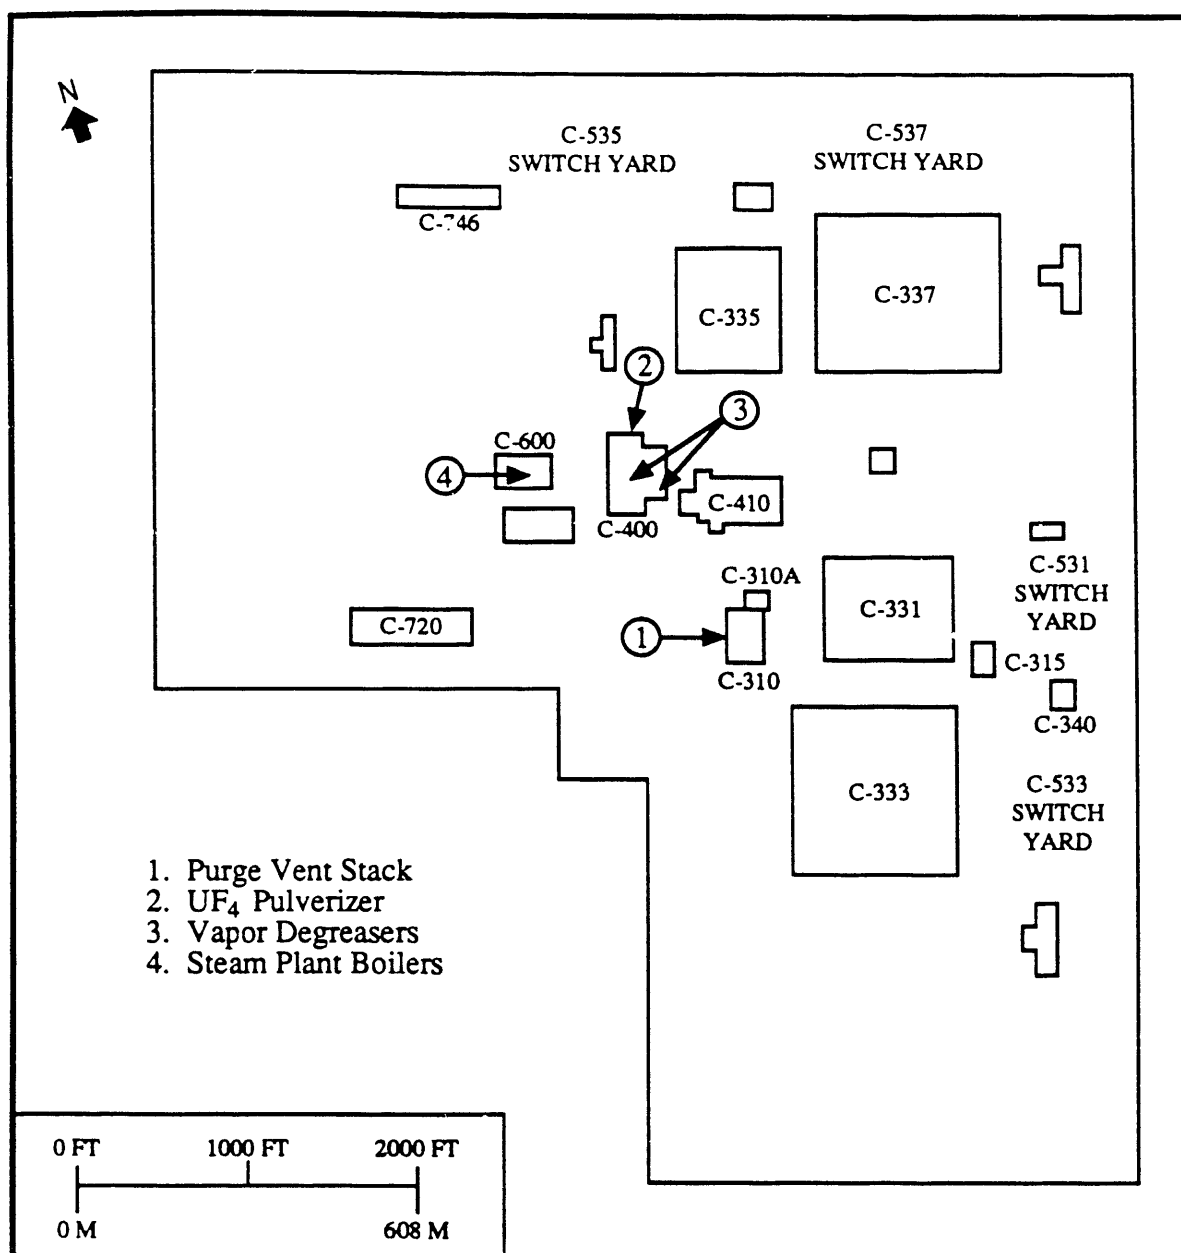 N
C-535
SWITCH YARD
C-537
SWITCH YARD
C-746
C-335
C-337
2
3
C-600
4
C-410
C-400
C-531
SWITCH
YARD
C-310A
C-331
C-720
1
C-315
C-310
C-340
C-333
C-533
SWITCH
YARD
1. Purge Vent Stack
2. UF₄ Pulverizer
3. Vapor Degreasers
4. Steam Plant Boilers
0 FT 1000 FT 2000 FT
0 M 608 M